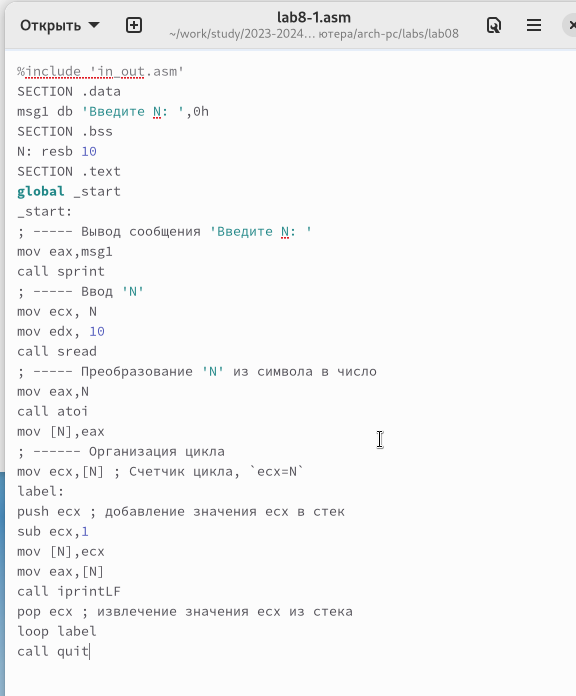 Открыть
lab8-1.asm
~/work/study/2023-2024… ютера/arch-pc/labs/lab08
%include 'in_out.asm'
SECTION .data
msg1 db 'Введите N: ',0h
SECTION .bss
N: resb 10
SECTION .text
global _start
_start:
; ----- Вывод сообщения 'Введите N: '
mov eax,msg1
call sprint
; ----- Ввод 'N'
mov ecx, N
mov edx, 10
call sread
; ----- Преобразование 'N' из символа в число
mov eax,N
call atoi
mov [N],eax
; ------ Организация цикла
mov ecx,[N] ; Счетчик цикла, `ecx=N`
label:
push ecx ; добавление значения ecx в стек
sub ecx,1
mov [N],ecx
mov eax,[N]
call iprintLF
pop ecx ; извлечение значения ecx из стека
loop label
call quit